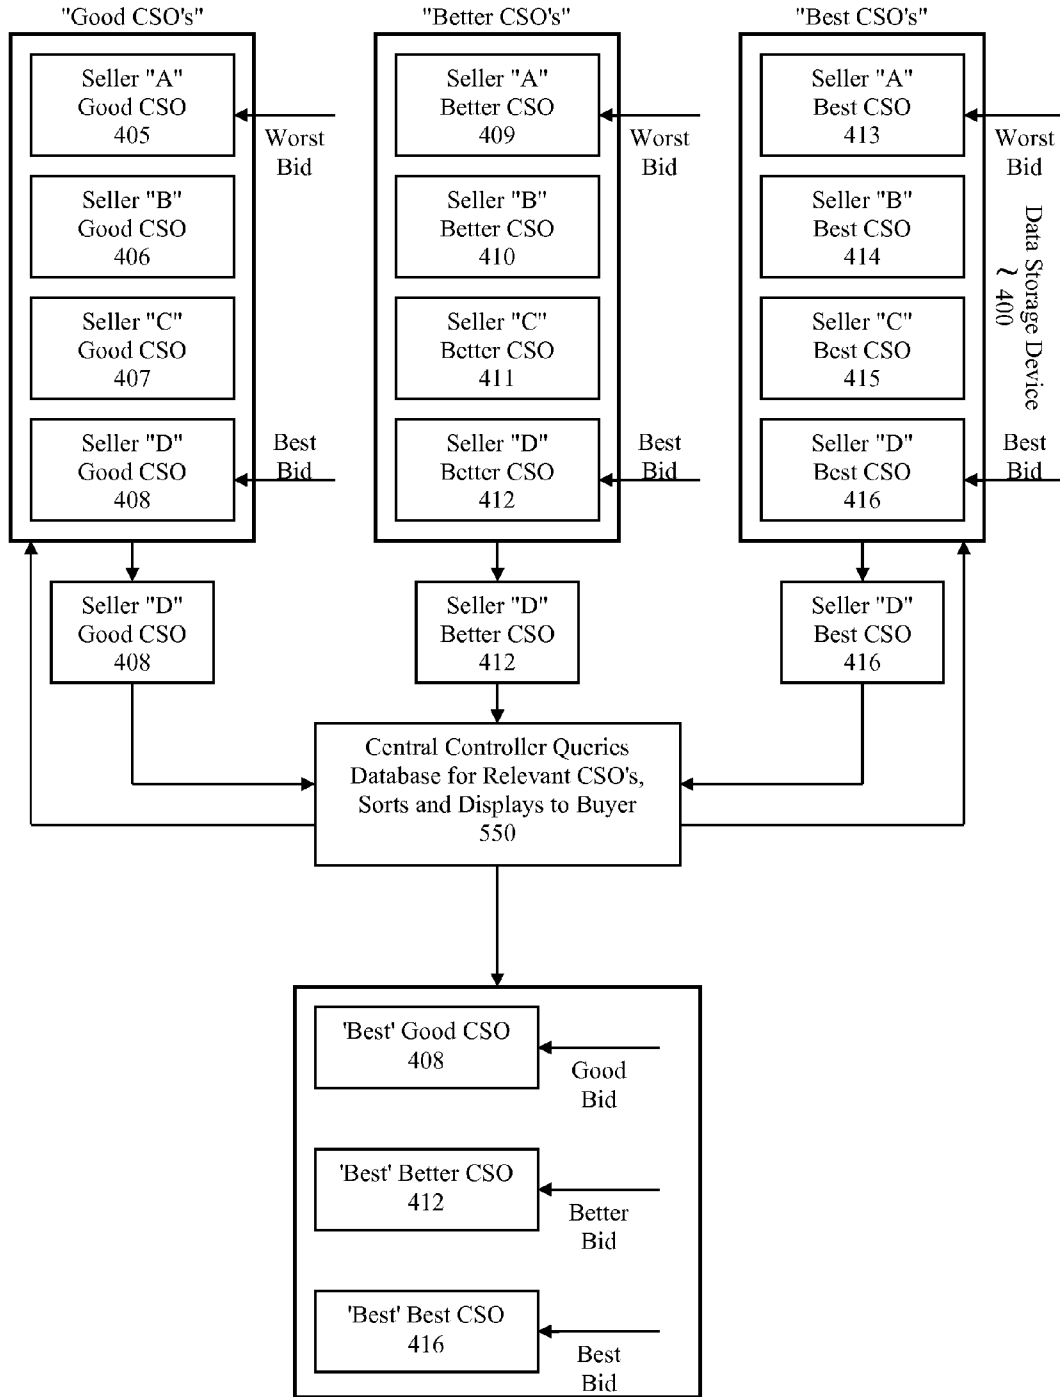 "Good CSO's"
Seller "A"
Good CSO
405
Worst
Bid
Seller "B"
Good CSO
406
Seller "C"
Good CSO
407
Seller "D"
Good CSO
408
Best
Bid
"Better CSO's"
Seller "A"
Better CSO
409
Worst
Bid
Seller "B"
Better CSO
410
Seller "C"
Better CSO
411
Seller "D"
Better CSO
412
Best
Bid
"Best CSO's"
Seller "A"
Best CSO
413
Worst
Bid
Seller "B"
Best CSO
414
Seller "C"
Best CSO
415
Seller "D"
Best CSO
416
Best
Bid
Data Storage Device
~ 400
Seller "D"
Good CSO
408
Seller "D"
Better CSO
412
Seller "D"
Best CSO
416
Central Controller Queries
Database for Relevant CSO's,
Sorts and Displays to Buyer
550
'Best' Good CSO
408
Good
Bid
'Best' Better CSO
412
Better
Bid
'Best' Best CSO
416
Best
Bid